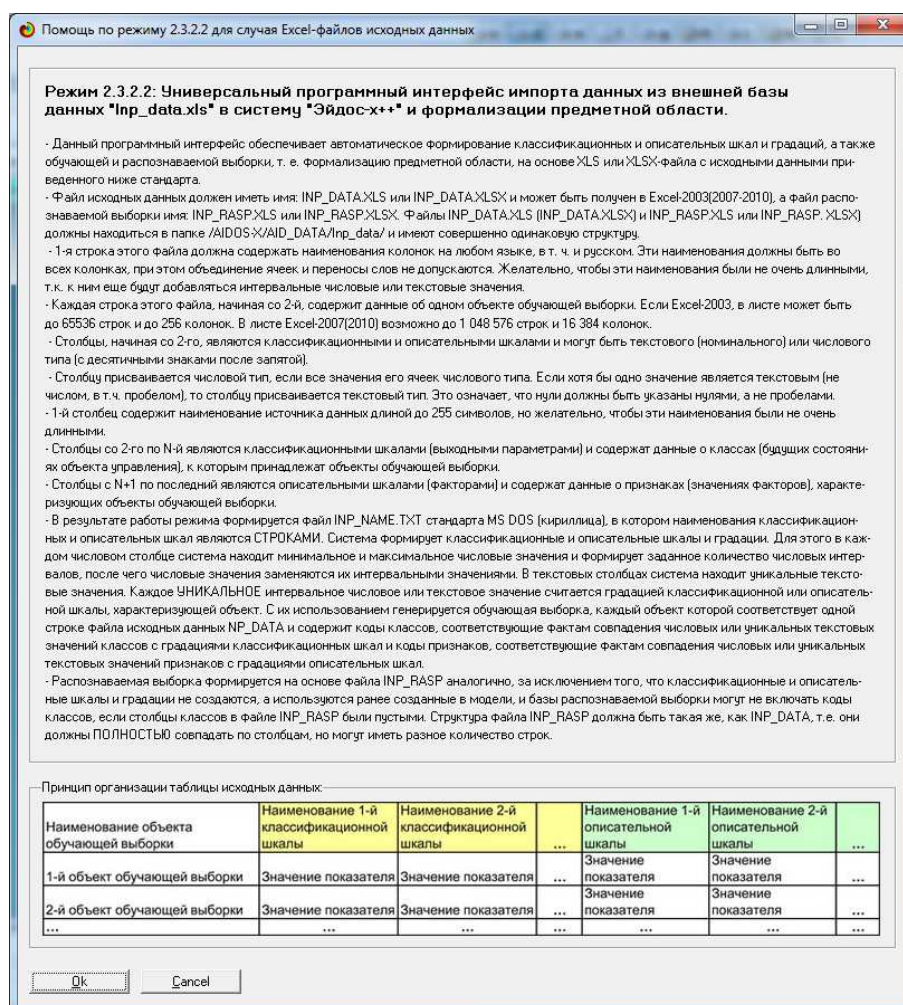 Помощь по режиму 2.3.2.2 для случая Excel-файлов исходных данных
Режим 2.3.2.2: Универсальный программный интерфейс импорта данных из внешней базы
данных "Inp_data.xls" в систему "Эйдос-х++" и формализации предметной области.
- Данный программный интерфейс обеспечивает автоматическое формирование классификационных и описательных шкал и градаций, а также
обучающей и распознаваемой выборки, т. е. формализацию предметной области, на основе XLS или XLSX-файла с исходными данными при-
веденного ниже стандарта.
- Файл исходных данных должен иметь имя: INP_DATA.XLS или INP_DATA.XLSX и может быть получен в Excel-2003(2007-2010), а файл распо-
знаваемой выборки имя: INP_RASP.XLS или INP_RASP.XLSX. Файлы INP_DATA.XLS (INP_DATA.XLSX) и INP_RASP.XLS или INP_RASP. XLSX)
должны находиться в папке /AIDOS-X/AID_DATA/Inp_data/ и имеют совершенно одинаковую структуру.
- 1-я строка этого файла должна содержать наименования колонок на любом языке, в т. ч. и русском. Эти наименования должны быть во
всех колонках, при этом объединение ячеек и переносы слов не допускаются. Желательно, чтобы эти наименования были не очень длинными,
т.к. к ним еще будут добавляться интервальные числовые или текстовые значения.
- Каждая строка этого файла, начиная со 2-й, содержит данные об одном объекте обучающей выборки. Если Excel-2003, в листе может быть
до 65536 строк и до 256 колонок. В листе Excel-2007(2010) возможно до 1 048 576 строк и 16 384 колонок.
- Столбцы, начиная со 2-го, являются классификационными и описательными шкалами и могут быть текстового (номинального) или числового
типа (с десятичными знаками после запятой).
- Столбцу присваивается числовой тип, если все значения его ячеек числового типа. Если хотя бы одно значение является текстовым (не
числом, в т.ч. пробелом), то столбцу присваивается текстовый тип. Это означает, что нули должны быть указаны нулями, а не пробелами.
- 1-й столбец содержит наименование источника данных длиной до 255 символов, но желательно, чтобы эти наименования были не очень
длинными.
- Столбцы со 2-го по N-й являются классификационными шкалами (выходными параметрами) и содержат данные о классах (будущих состояни-
ях объекта управления), к которым принадлежат объекты обучающей выборки.
- Столбцы с N+1 по последний являются описательными шкалами (факторами) и содержат данные о признаках (значениях факторов), характе-
ризующих объекты обучающей выборки.
- В результате работы режима формируется файл INP_NAME.TXT стандарта MS DOS (кириллица), в котором наименования классификацион-
ных и описательных шкал являются СТРОКАМИ. Система формирует классификационные и описательные шкалы и градации. Для этого в каж-
дом числовом столбце система находит минимальное и максимальное числовые значения и формирует заданное количество числовых интер-
валов, после чего числовые значения заменяются их интервальными значениями. В текстовых столбцах система находит уникальные тексто-
вые значения. Каждое УНИКАЛЬНОЕ интервальное числовое или текстовое значение считается градацией классификационной или описатель-
ной шкалы, характеризующей объект. С их использованием генерируется обучающая выборка, каждый объект которой соответствует одной
строке файла исходных данных NP_DATA и содержит коды классов, соответствующие фактам совпадения числовых или уникальных текстовых
значений классов с градациями классификационных шкал и коды признаков, соответствующие фактам совпадения числовых или уникальных
текстовых значений признаков с градациями описательных шкал.
- Распознаваемая выборка формируется на основе файла INP_RASP аналогично, за исключением того, что классификационные и описатель-
ные шкалы и градации не создаются, а используются ранее созданные в модели, и базы распознаваемой выборки могут не включать коды
классов, если столбцы классов в файле INP_RASP были пустыми. Структура файла INP_RASP должна быть такая же, как INP_DATA, т.е. они
должны ПОЛНОСТЬЮ совпадать по столбцам, но могут иметь разное количество строк.
Принцип организации таблицы исходных данных:
Наименование объекта обучающей выборки Наименование 1-й классификационной шкалы Наименование 2-й классификационной шкалы ... Наименование 1-й описательной шкалы Наименование 2-й описательной шкалы ...
1-й объект обучающей выборки Значение показателя Значение показателя ... Значение показателя Значение показателя ...
2-й объект обучающей выборки Значение показателя Значение показателя ... Значение показателя Значение показателя ...
... ... ... ... ... ... ...
Ok Cancel